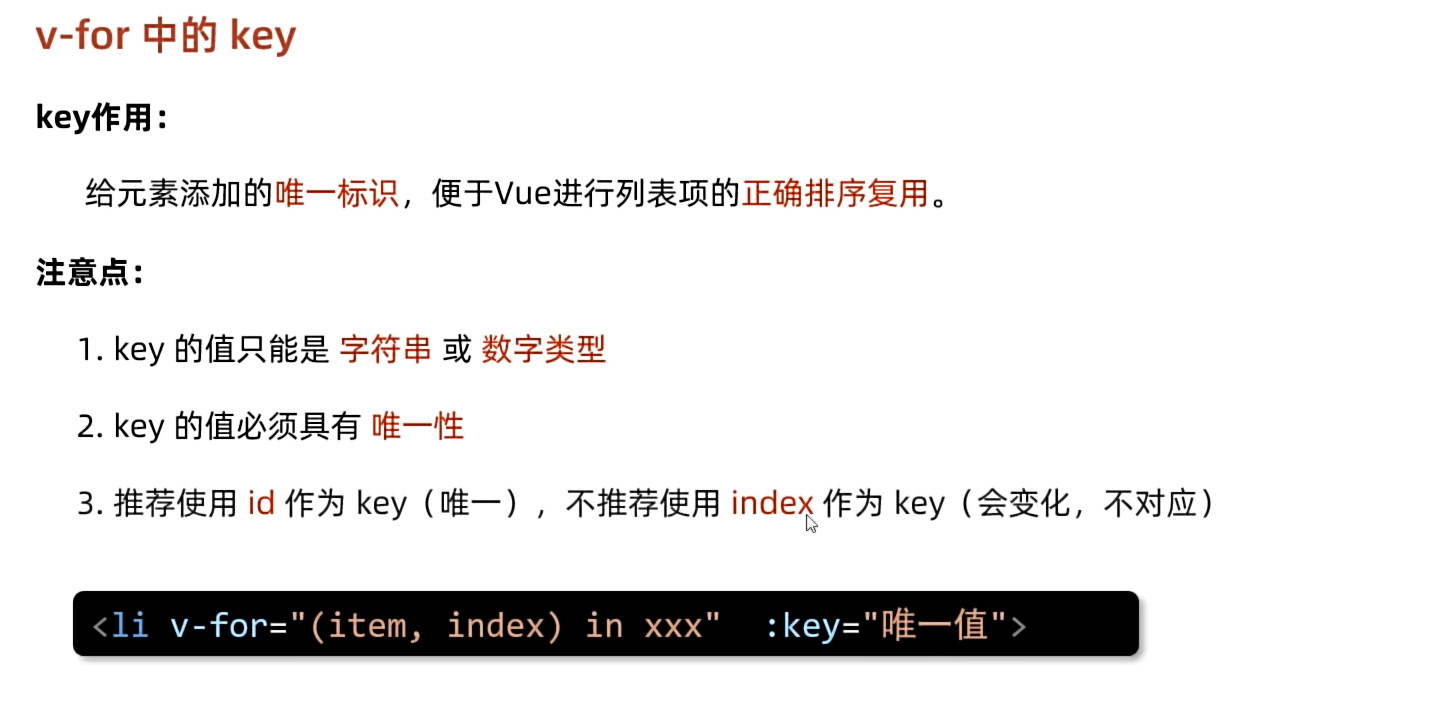 v-for 中的 key
key作用：
给元素添加的唯一标识，便于Vue进行列表项的正确排序复用。
注意点：
1. key 的值只能是 字符串 或 数字类型
2. key 的值必须具有 唯一性
3. 推荐使用 id 作为 key（唯一），不推荐使用 index 作为 key（会变化，不对应）
<li v-for="(item, index) in xxx" :key="唯一值">